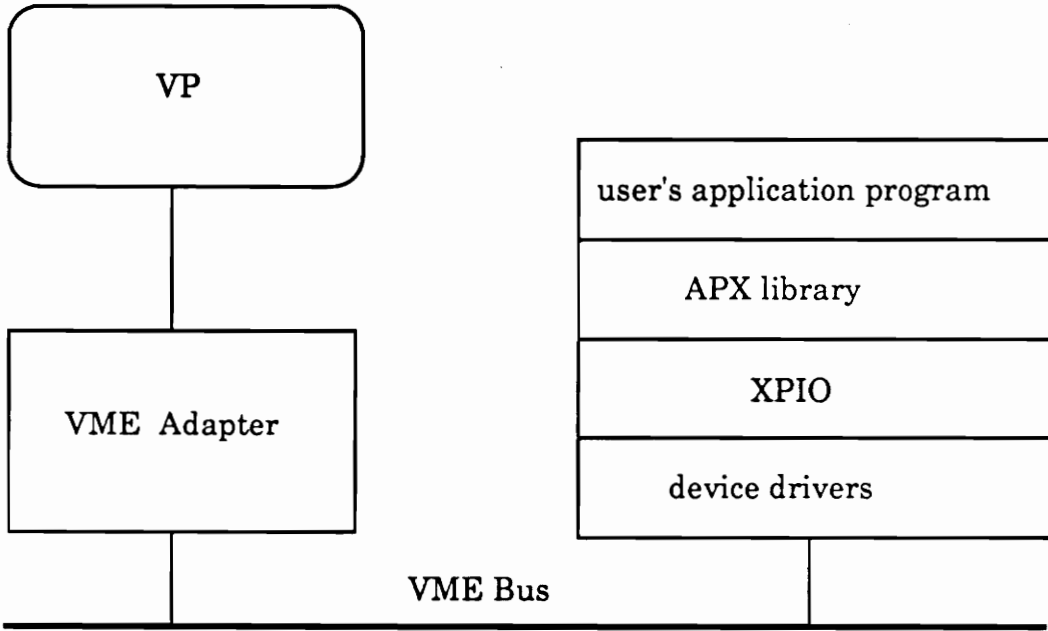 VP
user's application program
APX library
XPIO
VME Adapter
device drivers
VME Bus